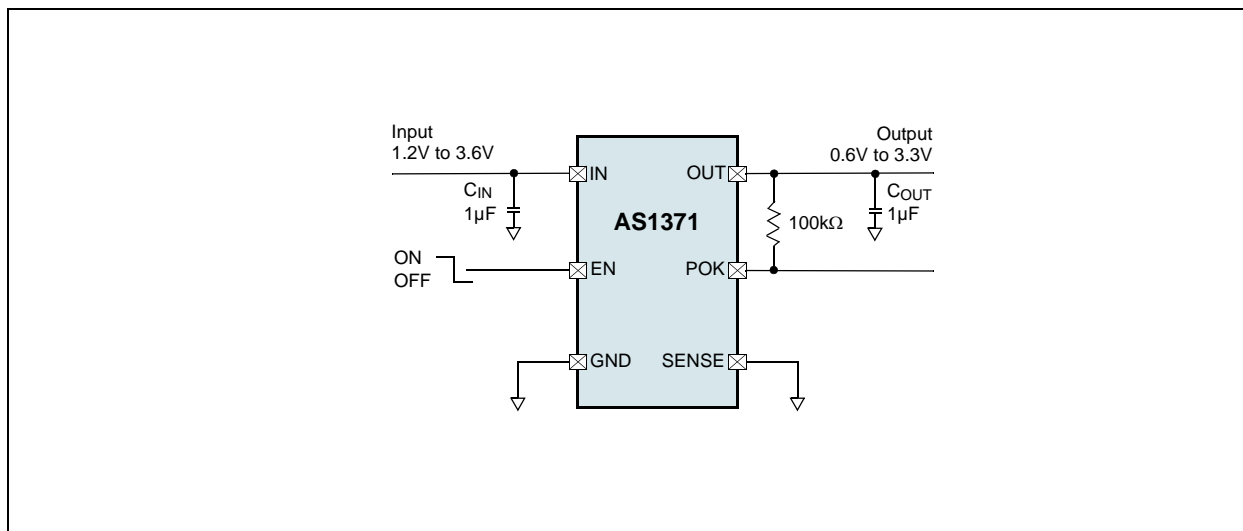 Input
1.2V to 3.6V
Output
0.6V to 3.3V
IN
OUT
CIN
1µF
COUT
1µF
100kΩ
AS1371
ON
OFF
EN
POK
GND
SENSE